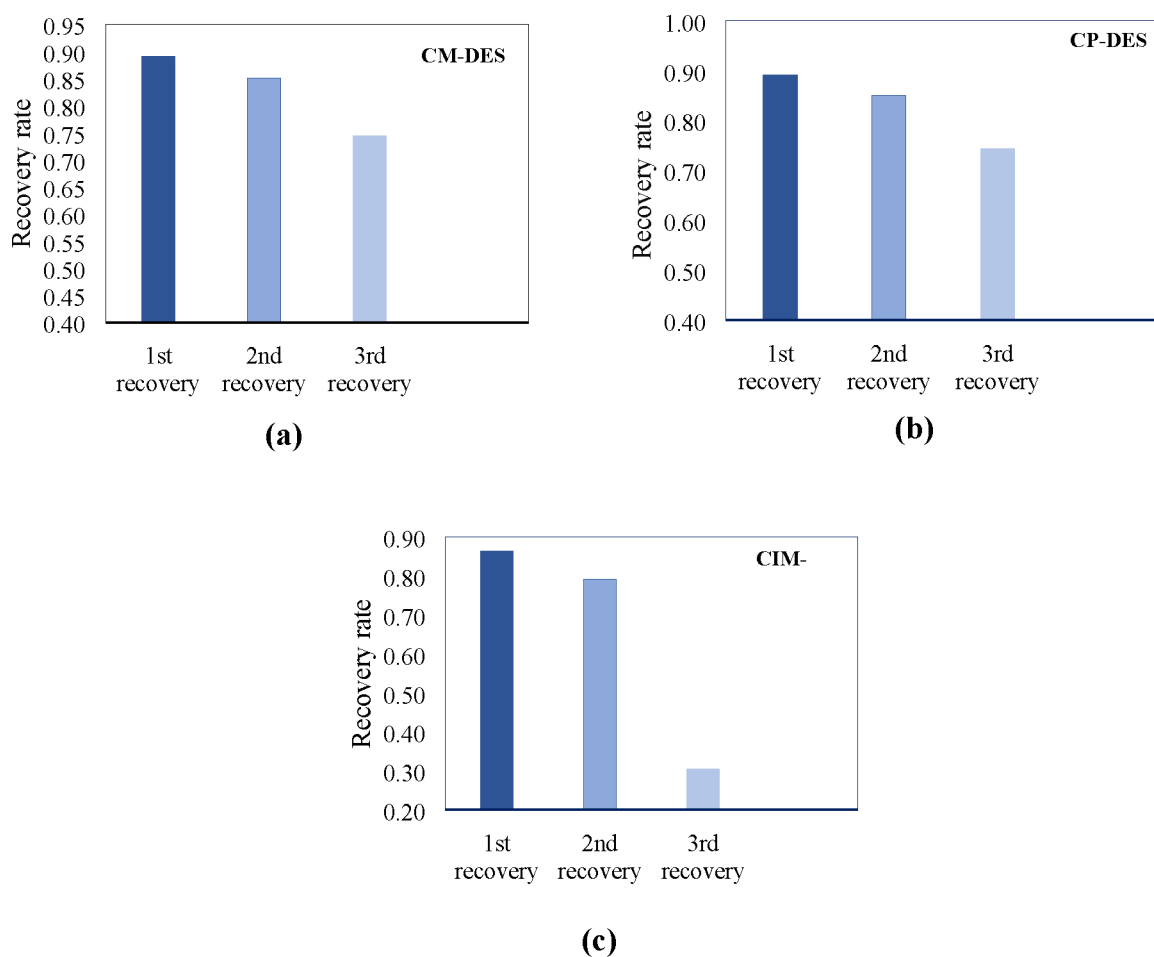 CM-DES
Recovery rate
0.95
0.90
0.85
0.80
0.75
0.70
0.65
0.60
0.55
0.50
0.45
0.40
1st recovery
2nd recovery
3rd recovery
(a)
CP-DES
Recovery rate
1.00
0.90
0.80
0.70
0.60
0.50
0.40
1st recovery
2nd recovery
3rd recovery
(b)
CIM-
Recovery rate
0.90
0.80
0.70
0.60
0.50
0.40
0.30
0.20
1st recovery
2nd recovery
3rd recovery
(c)